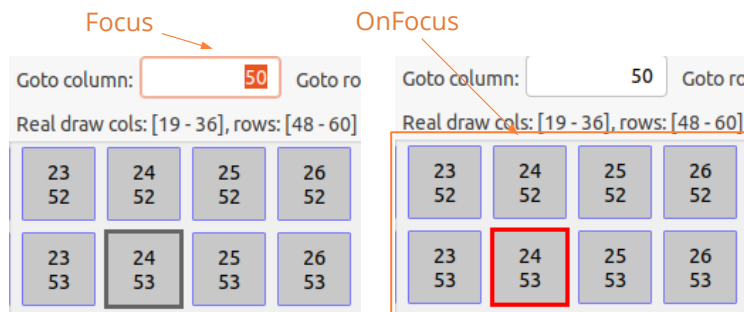 Focus
OnFocus
Goto column: 50 Goto ro
Real draw cols: [19 - 36], rows: [48 - 60]
23 24 25 26
52 52 52 52
23 24 25 26
53 53 53 53
Goto column: 50 Goto ro
Real draw cols: [19 - 36], rows: [48 - 60]
23 24 25 26
52 52 52 52
23 24 25 26
53 53 53 53